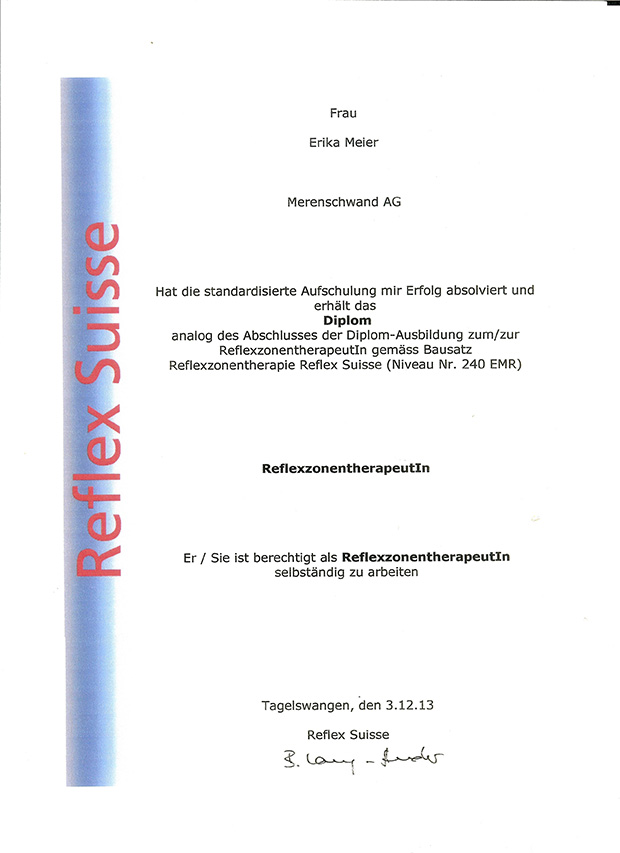 Reflex Suisse
Frau
Erika Meier
Merenschwand AG
Hat die standardisierte Aufschulung mir Erfolg absolviert und
erhält das
Diplom
analog des Abschlusses der Diplom-Ausbildung zum/zur
ReflexzonentherapeutIn gemäss Bausatz
Reflexzonentherapie Reflex Suisse (Niveau Nr. 240 EMR)
ReflexzonentherapeutIn
Er / Sie ist berechtigt als ReflexzonentherapeutIn
selbständig zu arbeiten
Tagelswangen, den 3.12.13
Reflex Suisse